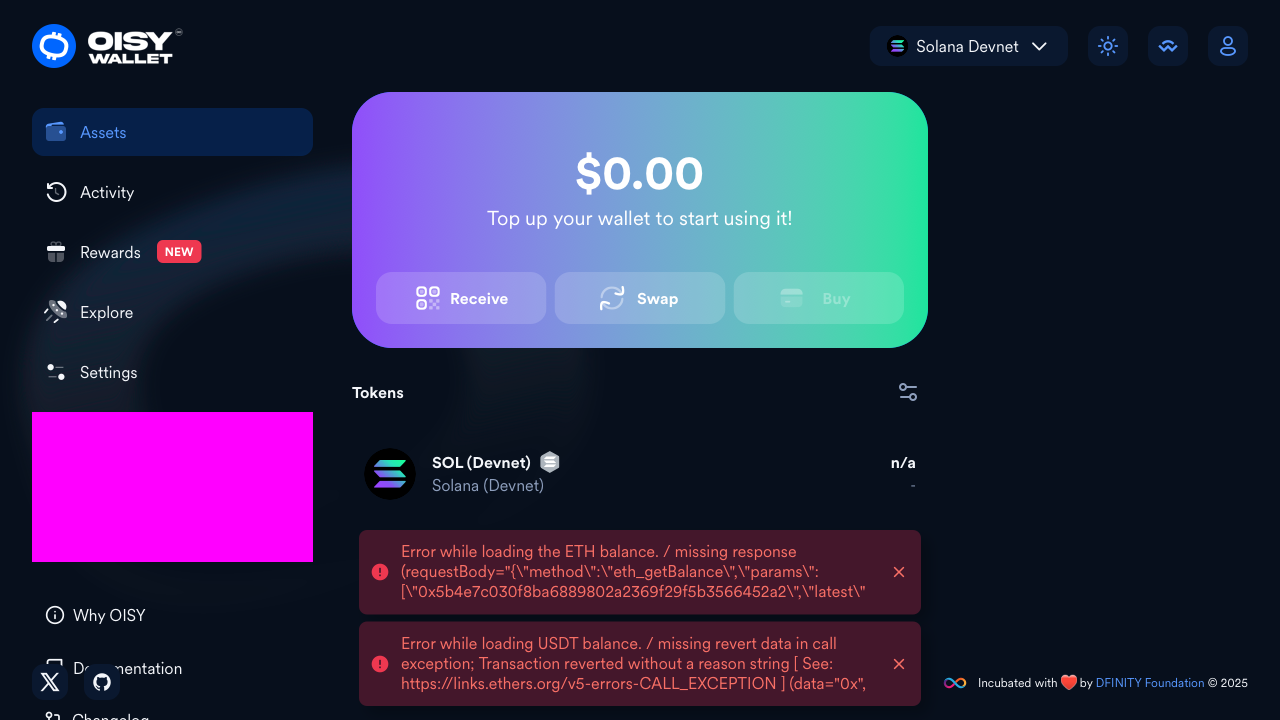 OISY
WALLET
Solana Devnet
Assets
Activity
Rewards NEW
Explore
Settings
Why OISY
Documentation
Changelog
$0.00
Top up your wallet to start using it!
Receive
Swap
Buy
Tokens
SOL (Devnet)
n/a
Solana (Devnet)
-
Error while loading the ETH balance. / missing response
(requestBody="{\"method\":\"eth_getBalance\",\"params\":
[\"0x5b4e7c030f8ba6889802a2369f29f5b3566452a2\",\"latest\"
Error while loading USDT balance. / missing revert data in call
exception; Transaction reverted without a reason string [ See:
https://links.ethers.org/v5-errors-CALL_EXCEPTION ] (data="0x",
Incubated with ❤️ by DFINITY Foundation © 2025